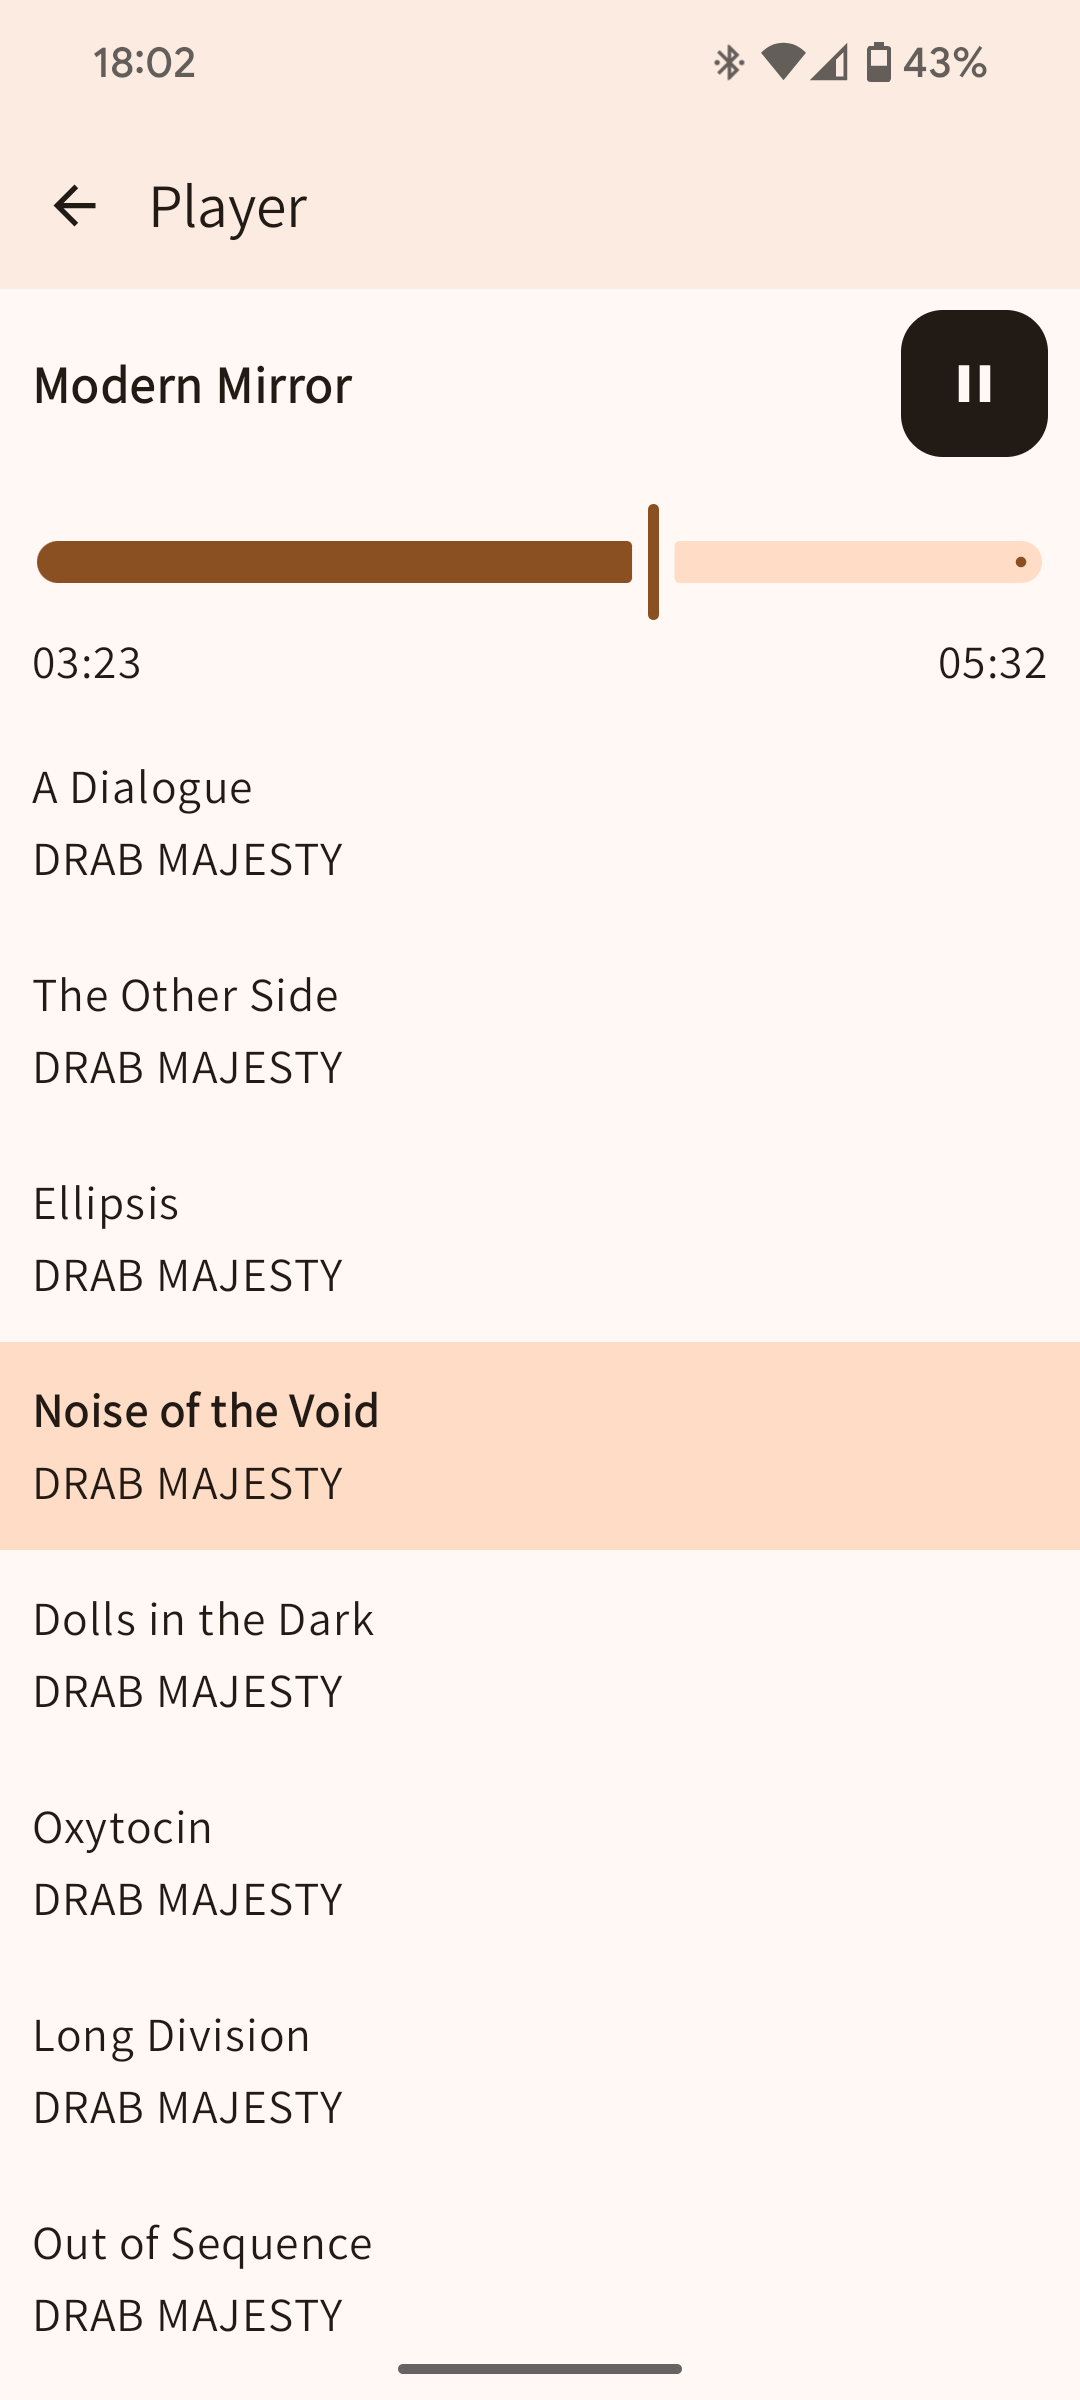 18:02
43%
Player
Modern Mirror
03:23
05:32
A Dialogue
DRAB MAJESTY
The Other Side
DRAB MAJESTY
Ellipsis
DRAB MAJESTY
Noise of the Void
DRAB MAJESTY
Dolls in the Dark
DRAB MAJESTY
Oxytocin
DRAB MAJESTY
Long Division
DRAB MAJESTY
Out of Sequence
DRAB MAJESTY